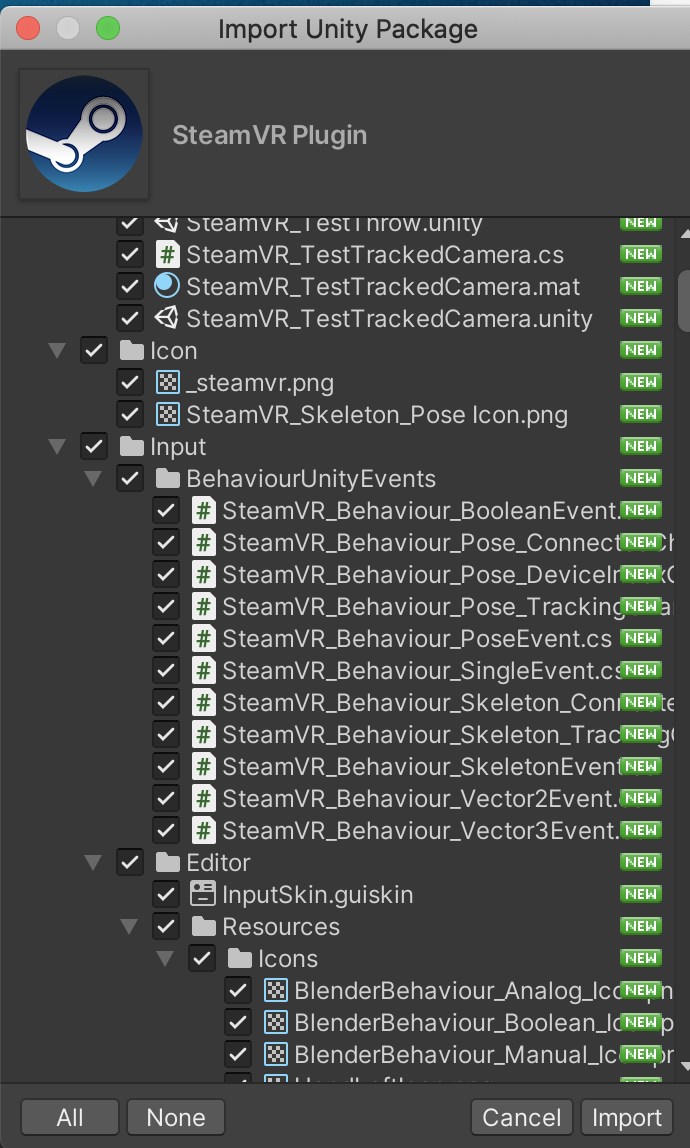 Import Unity Package
SteamVR Plugin
SteamVR_TestThrow.unity NEW
SteamVR_TestTrackedCamera.cs NEW
SteamVR_TestTrackedCamera.mat NEW
SteamVR_TestTrackedCamera.unity NEW
Icon NEW
_steamvr.png NEW
SteamVR_Skeleton_Pose Icon.png NEW
Input NEW
BehaviourUnityEvents NEW
SteamVR_Behaviour_BooleanEvent. NEW
SteamVR_Behaviour_Pose_Connect NEW
SteamVR_Behaviour_Pose_DeviceIn NEW
SteamVR_Behaviour_Pose_Tracking NEW
SteamVR_Behaviour_PoseEvent.cs NEW
SteamVR_Behaviour_SingleEvent.cs NEW
SteamVR_Behaviour_Skeleton_Conn NEW
SteamVR_Behaviour_Skeleton_Trac NEW
SteamVR_Behaviour_SkeletonEvent NEW
SteamVR_Behaviour_Vector2Event. NEW
SteamVR_Behaviour_Vector3Event. NEW
Editor NEW
InputSkin.guiskin NEW
Resources NEW
Icons NEW
BlenderBehaviour_Analog_Ico NEW
BlenderBehaviour_Boolean_Ic NEW
BlenderBehaviour_Manual_Ic NEW
All None Cancel Import